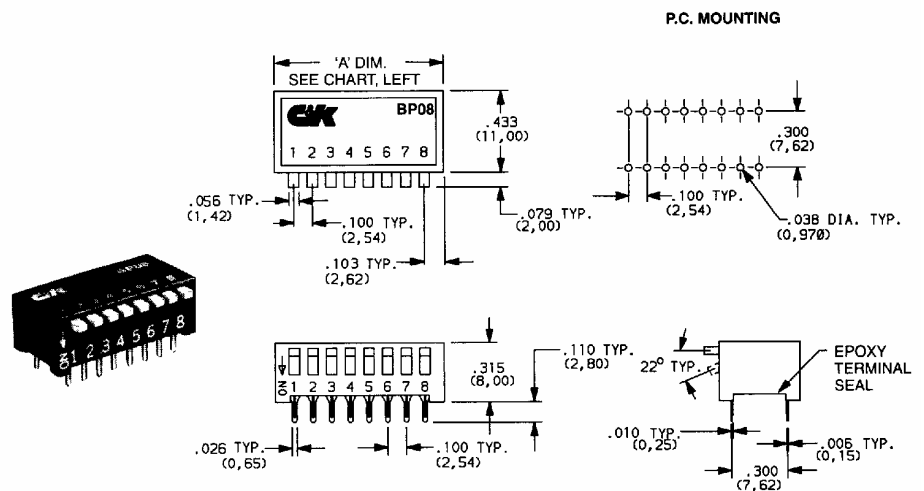 P.C. MOUNTING
'A' DIM.
SEE CHART, LEFT
C&K
BP08
1 2 3 4 5 6 7 8
.433
(11,00)
.056 TYP.
(1,42)
.100 TYP.
(2,54)
.103 TYP.
(2,62)
.079 TYP.
(2,00)
.300
(7,62)
.100 TYP.
(2,54)
.038 DIA. TYP.
(0,970)
C&K
BP08
7 8
ON
1 2 3 4 5 6 7 8
ON
1 2 3 4 5 6 7 8
.315
(8,00)
.110 TYP.
(2,80)
.026 TYP.
(0,65)
.100 TYP.
(2,54)
22° TYP.
EPOXY
TERMINAL
SEAL
.010 TYP.
(0,25)
.006 TYP.
(0,15)
.300
(7,62)